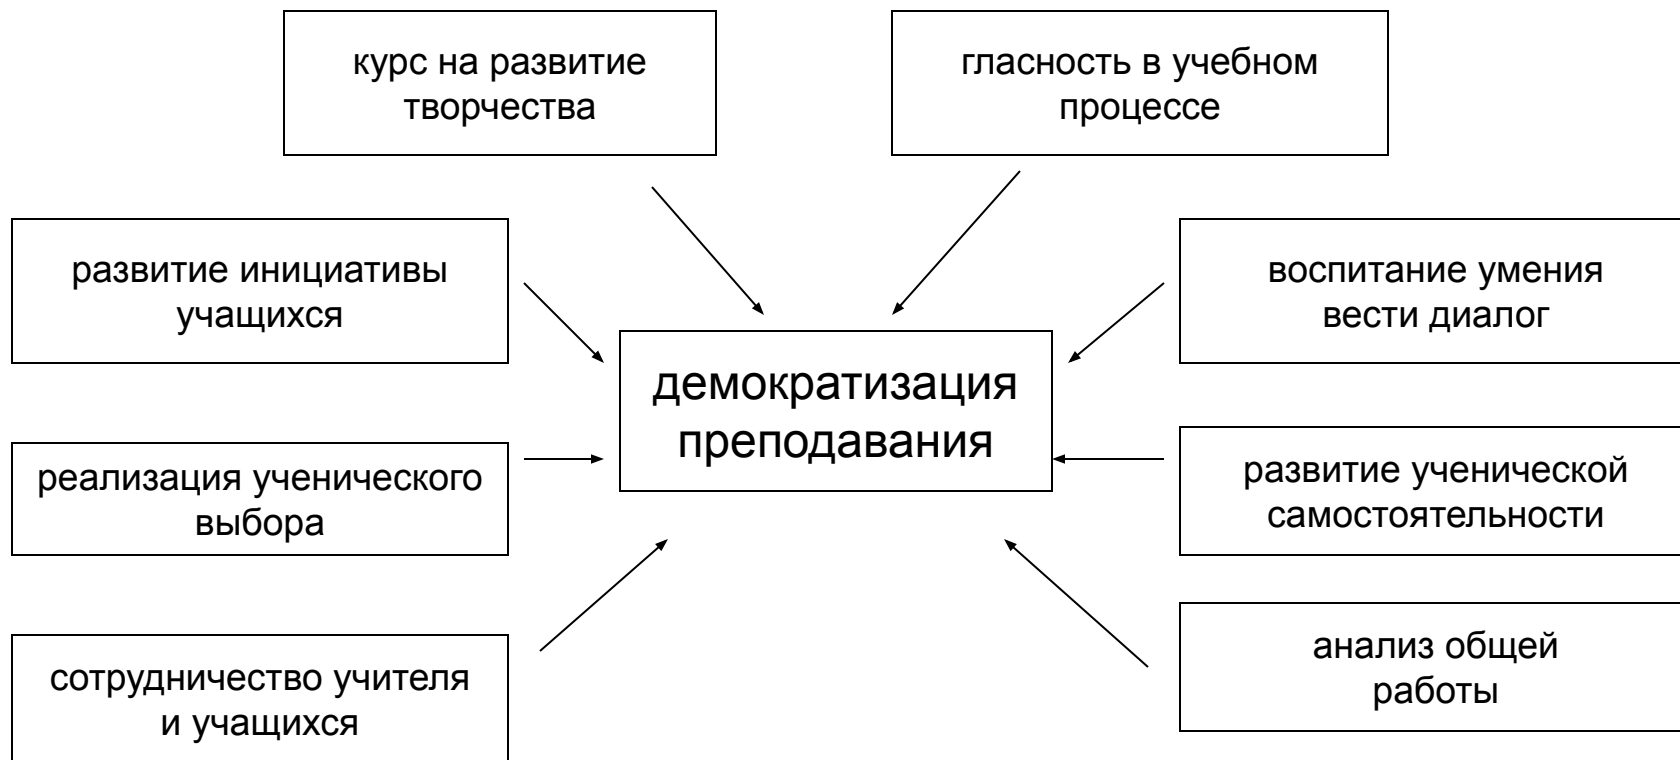 курс на развитие
творчества
гласность в учебном
процессе
развитие инициативы
учащихся
воспитание умения
вести диалог
демократизация
преподавания
реализация ученического
выбора
развитие ученической
самостоятельности
сотрудничество учителя
и учащихся
анализ общей
работы